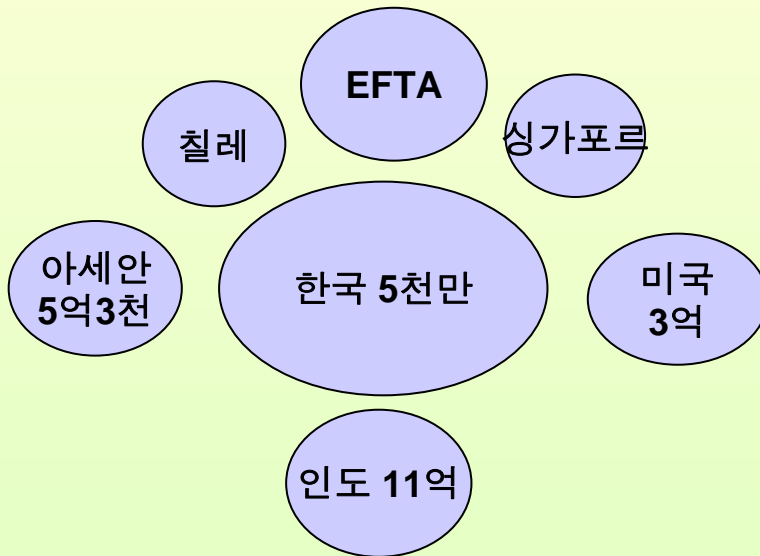 EFTA
칠레
싱가포르
아세안
5억3천
한국 5천만
미국
3억
인도 11억